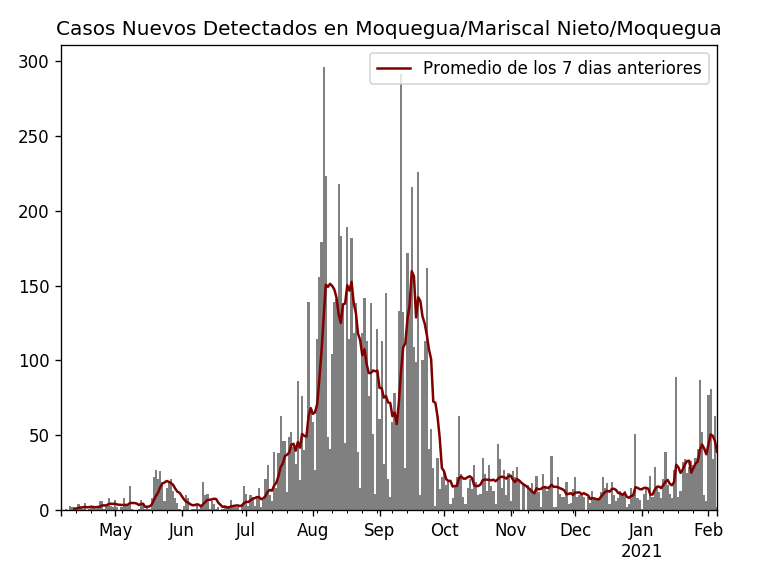 Casos Nuevos Detectados en Moquegua/Mariscal Nieto/Moquegua
Promedio de los 7 dias anteriores
300
250
200
150
100
50
0
May Jun Jul Aug Sep Oct Nov Dec Jan Feb
2021